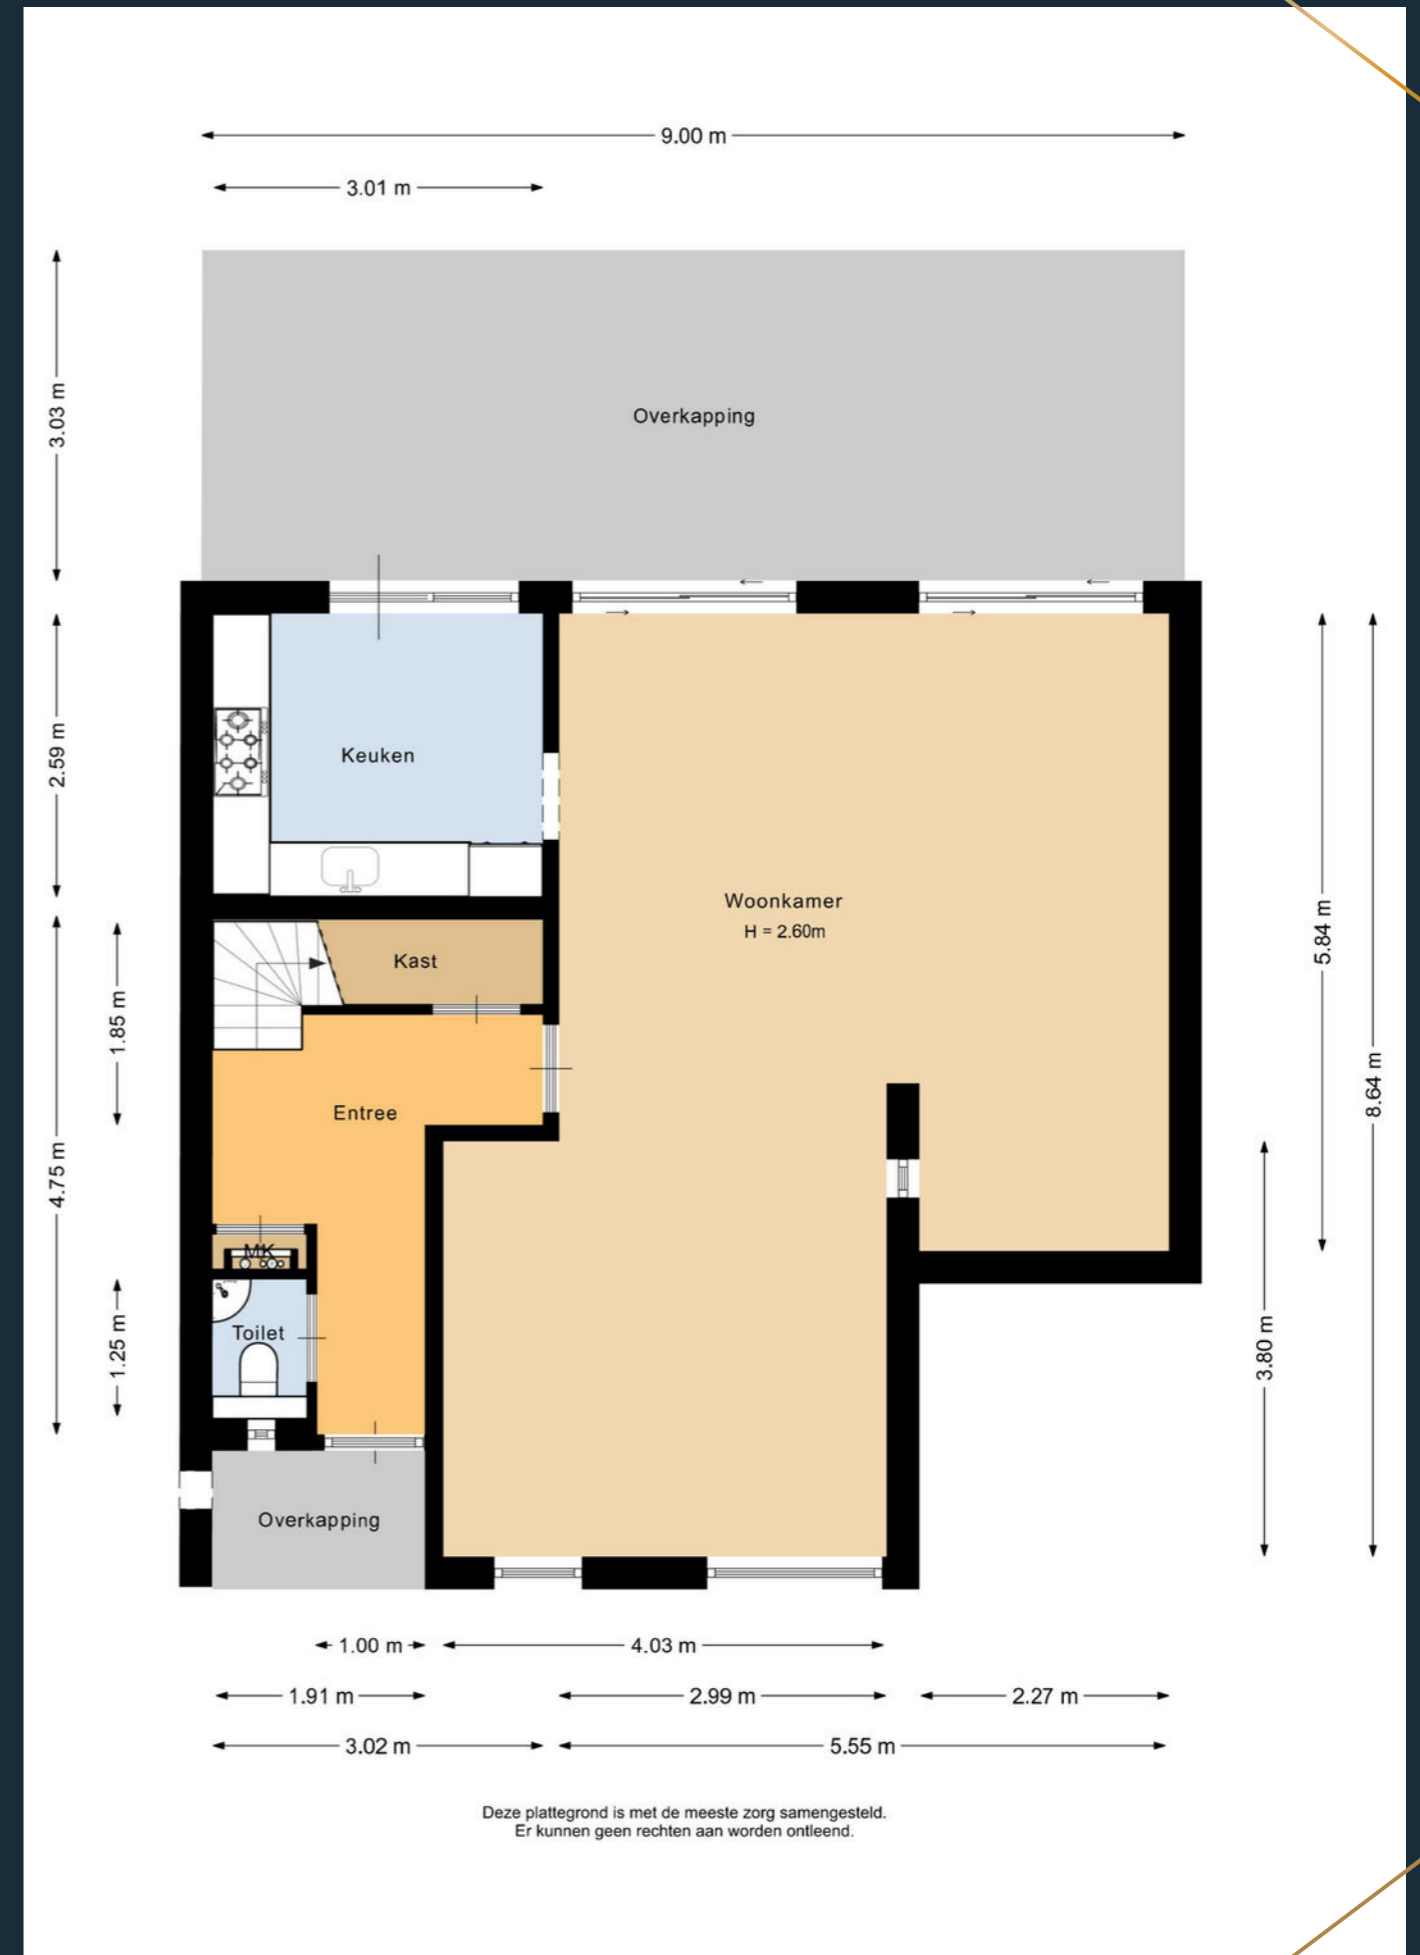 9.00 m
3.01 m
3.03 m
Overkapping
2.59 m
Keuken
Woonkamer
H = 2.60m
5.84 m
8.64 m
Kast
1.85 m
4.75 m
Entree
MK
1.25 m
Toilet
3.80 m
Overkapping
1.00 m
4.03 m
1.91 m
2.99 m
2.27 m
3.02 m
5.55 m
Deze plattegrond is met de meeste zorg samengesteld.
Er kunnen geen rechten aan worden ontleend.